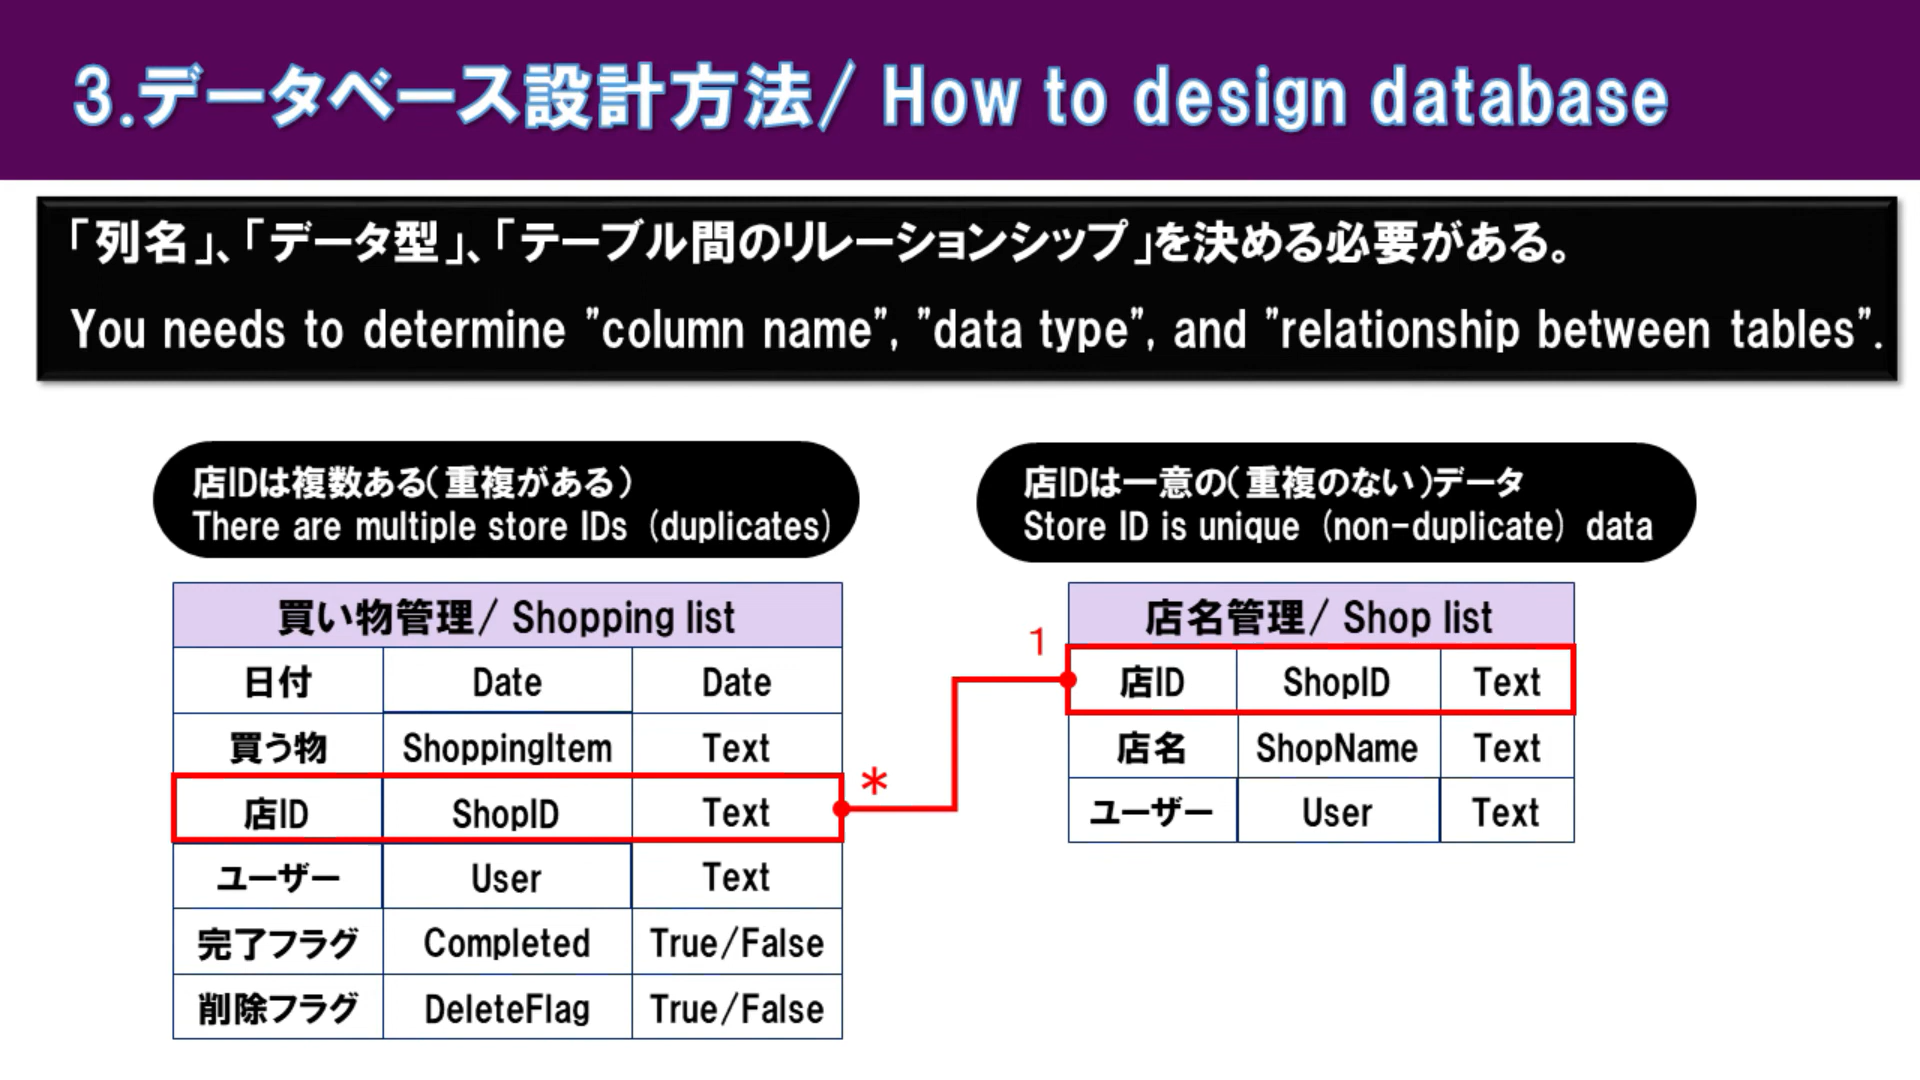 3.データベース設計方法/ How to design database
「列名」、「データ型」、「テーブル間のリレーションシップ」を決める必要がある。
You needs to determine "column name", "data type", and "relationship between tables".
店IDは複数ある(重複がある)
There are multiple store IDs (duplicates)
店IDは一意の(重複のない)データ
Store ID is unique (non-duplicate) data
買い物管理/ Shopping list
日付 Date Date
買う物 ShoppingItem Text
店ID ShopID Text
ユーザー User Text
完了フラグ Completed True/False
削除フラグ DeleteFlag True/False
*
1
店名管理/ Shop list
店ID ShopID Text
店名 ShopName Text
ユーザー User Text